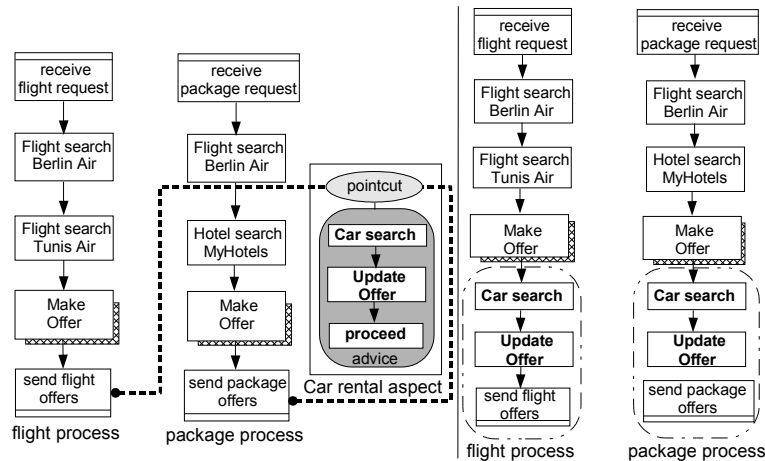 receive
flight request
Flight search
Berlin Air
Flight search
Tunis Air
Make
Offer
send flight
offers
flight process
receive
package request
Flight search
Berlin Air
Hotel search
MyHotels
Make
Offer
send package
offers
package process
pointcut
Car search
Update
Offer
proceed
advice
Car rental aspect
receive
flight request
Flight search
Berlin Air
Flight search
Tunis Air
Make
Offer
Car search
Update
Offer
send flight
offers
flight process
receive
package request
Flight search
Berlin Air
Hotel search
MyHotels
Make
Offer
Car search
Update
Offer
send package
offers
package process